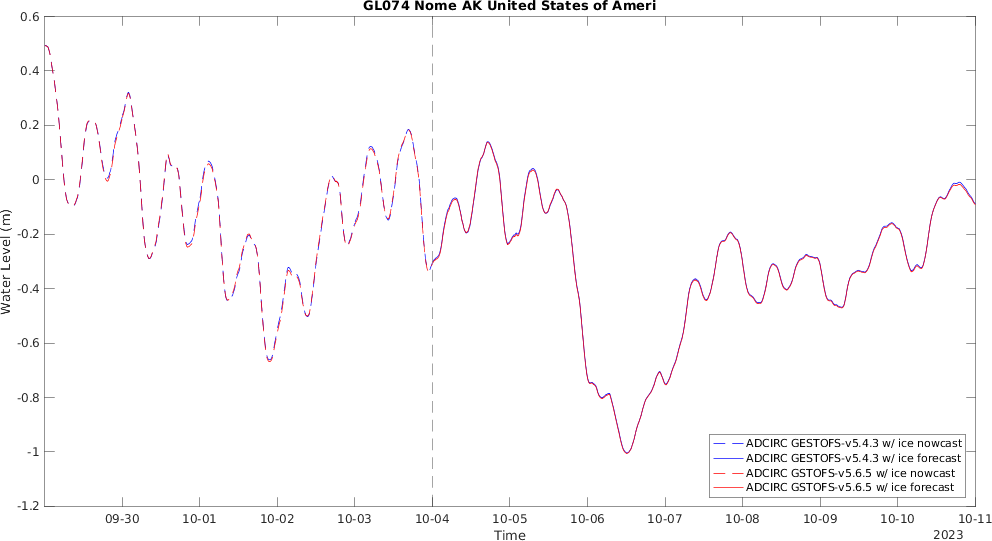 GL074 Nome AK United States of Ameri
0.6
0.4
0.2
0
-0.2
-0.4
-0.6
-0.8
-1
-1.2
Water Level (m)
ADCIRC GESTOFS-v5.4.3 w/ ice nowcast
ADCIRC GESTOFS-v5.4.3 w/ ice forecast
ADCIRC GSTOFS-v5.6.5 w/ ice nowcast
ADCIRC GSTOFS-v5.6.5 w/ ice forecast
09-30 10-01 10-02 10-03 10-04 10-05 10-06 10-07 10-08 10-09 10-10 10-11
Time
2023